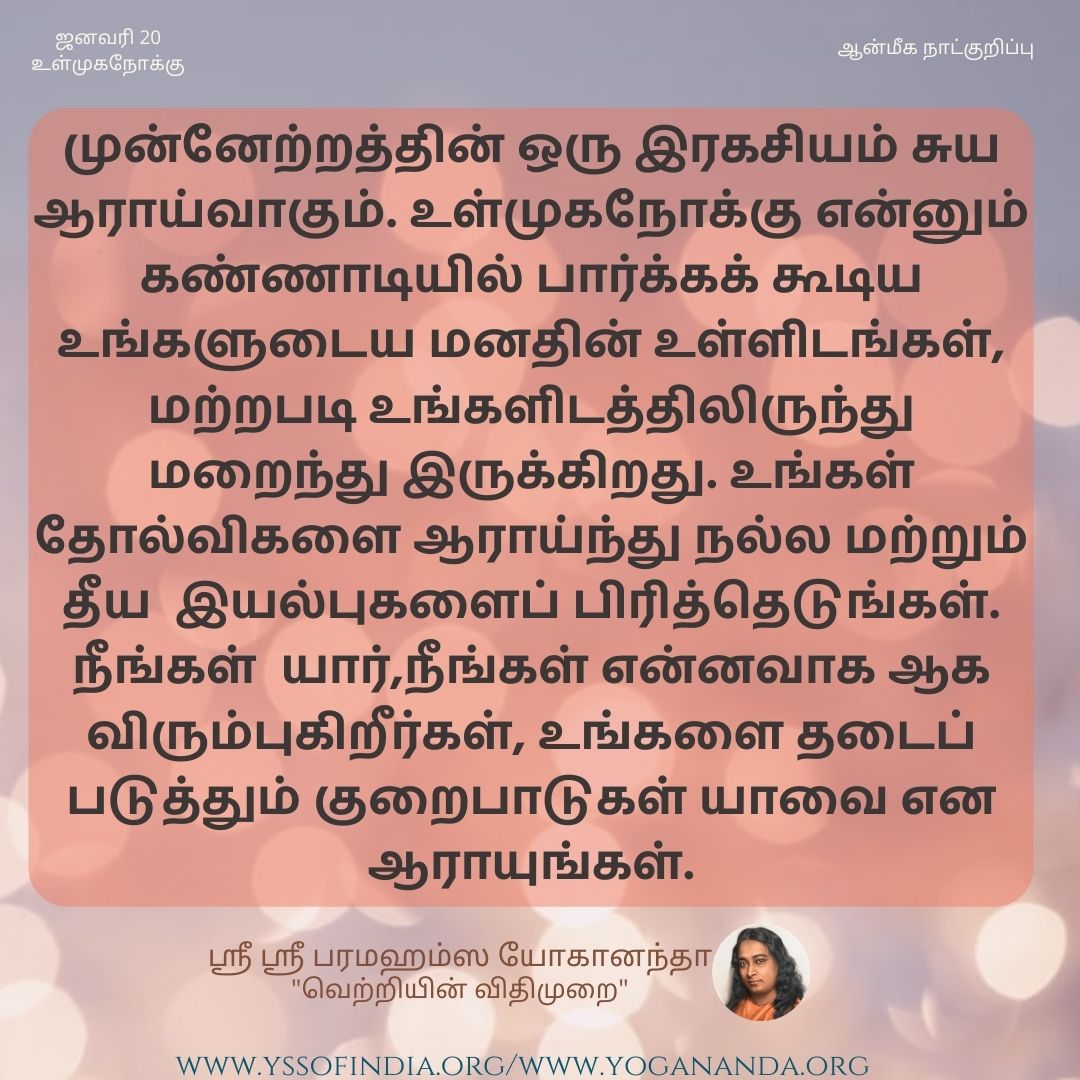 ஜனவரி 20
உள்முகநோக்கு
ஆன்மீக நாட்குறிப்பு
முன்னேற்றத்தின் ஒரு இரகசியம் சுய
ஆராய்வாகும். உள்முகநோக்கு என்னும்
கண்ணாடியில் பார்க்கக் கூடிய
உங்களுடைய மனதின் உள்ளிடங்கள்,
மற்றபடி உங்களிடத்திலிருந்து
மறைந்து இருக்கிறது. உங்கள்
தோல்விகளை ஆராய்ந்து நல்ல மற்றும்
தீய  இயல்புகளைப் பிரித்தெடுங்கள்.
நீங்கள்  யார்,நீங்கள் என்னவாக ஆக
விரும்புகிறீர்கள், உங்களை தடைப்
படுத்தும் குறைபாடுகள் யாவை என
ஆராயுங்கள்.
ஸ்ரீ ஸ்ரீ பரமஹம்ஸ யோகானந்தா
"வெற்றியின் விதிமுறை"
WWW.YSSOFINDIA.ORG/WWW.YOGANANDA.ORG